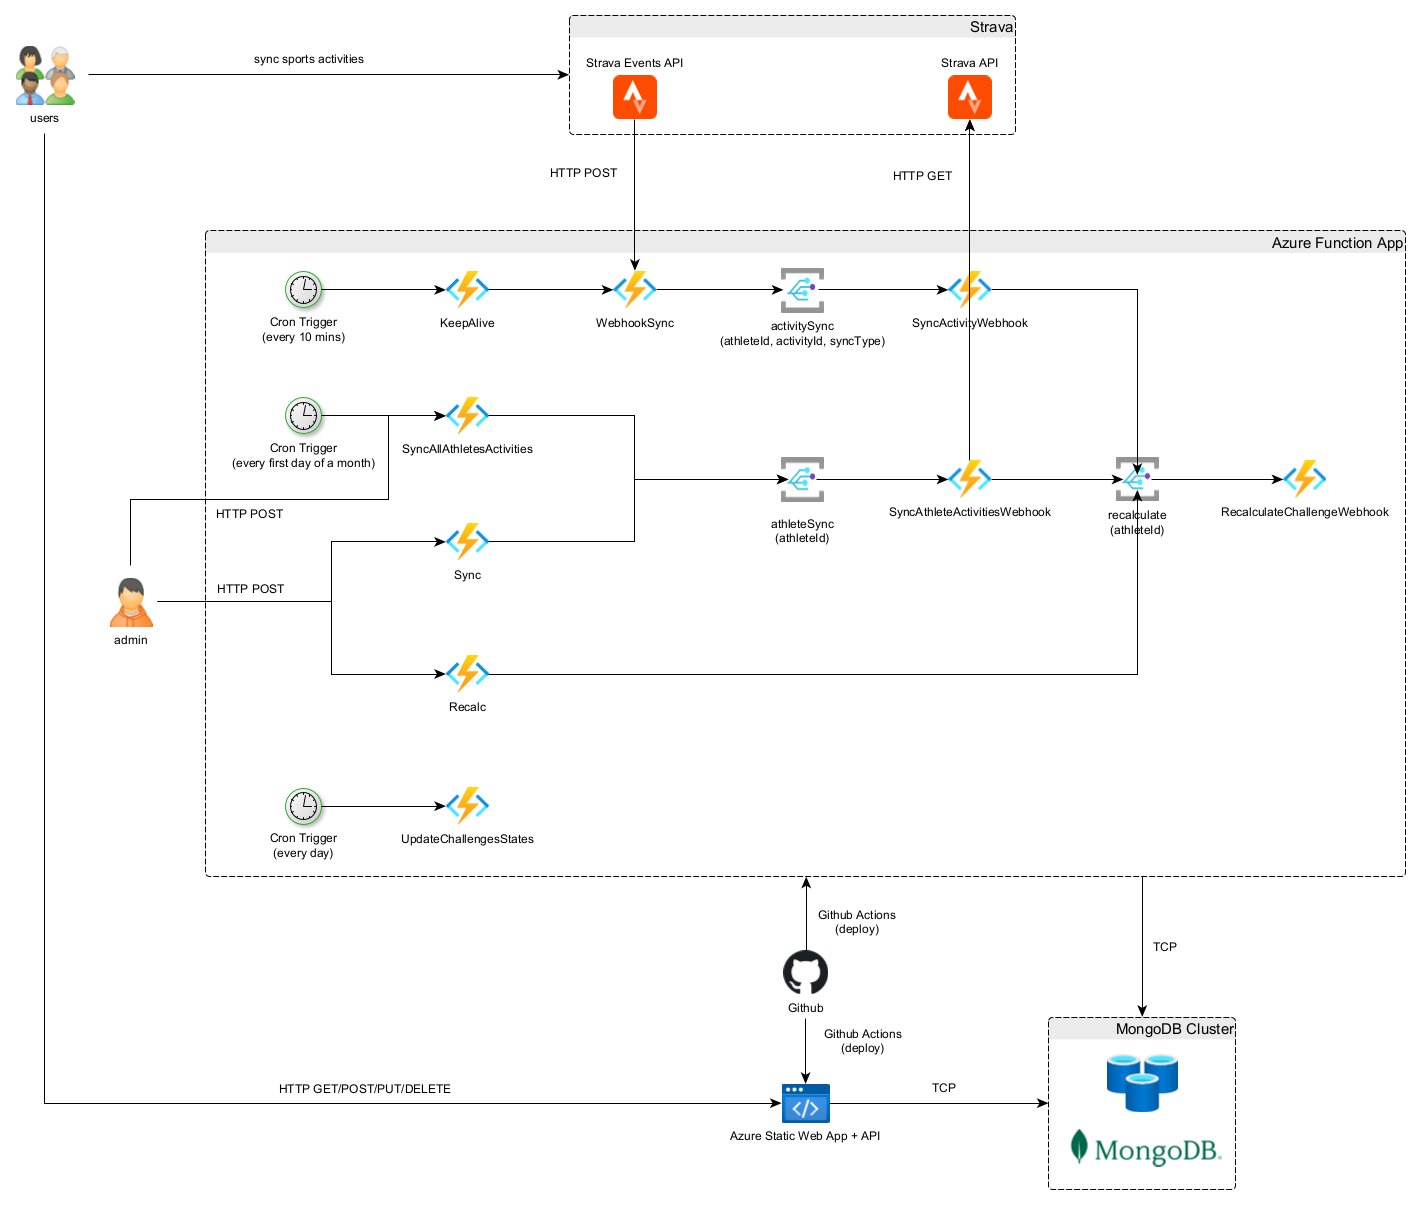 Strava
Strava Events API
Strava API
sync sports activities
users
HTTP POST
HTTP GET
Azure Function App
Cron Trigger
(every 10 mins)
KeepAlive
WebhookSync
activitySync
(athleteId, activityId, syncType)
SyncActivityWebhook
Cron Trigger
(every first day of a month)
SyncAllAthletesActivities
HTTP POST
athleteSync
(athleteId)
SyncAthleteActivitiesWebhook
recalculate
(athleteId)
RecalculateChallengeWebhook
Sync
HTTP POST
admin
Recalc
Cron Trigger
(every day)
UpdateChallengesStates
Github Actions
(deploy)
TCP
Github
Github Actions
(deploy)
MongoDB Cluster
HTTP GET/POST/PUT/DELETE
TCP
Azure Static Web App + API
MongoDB